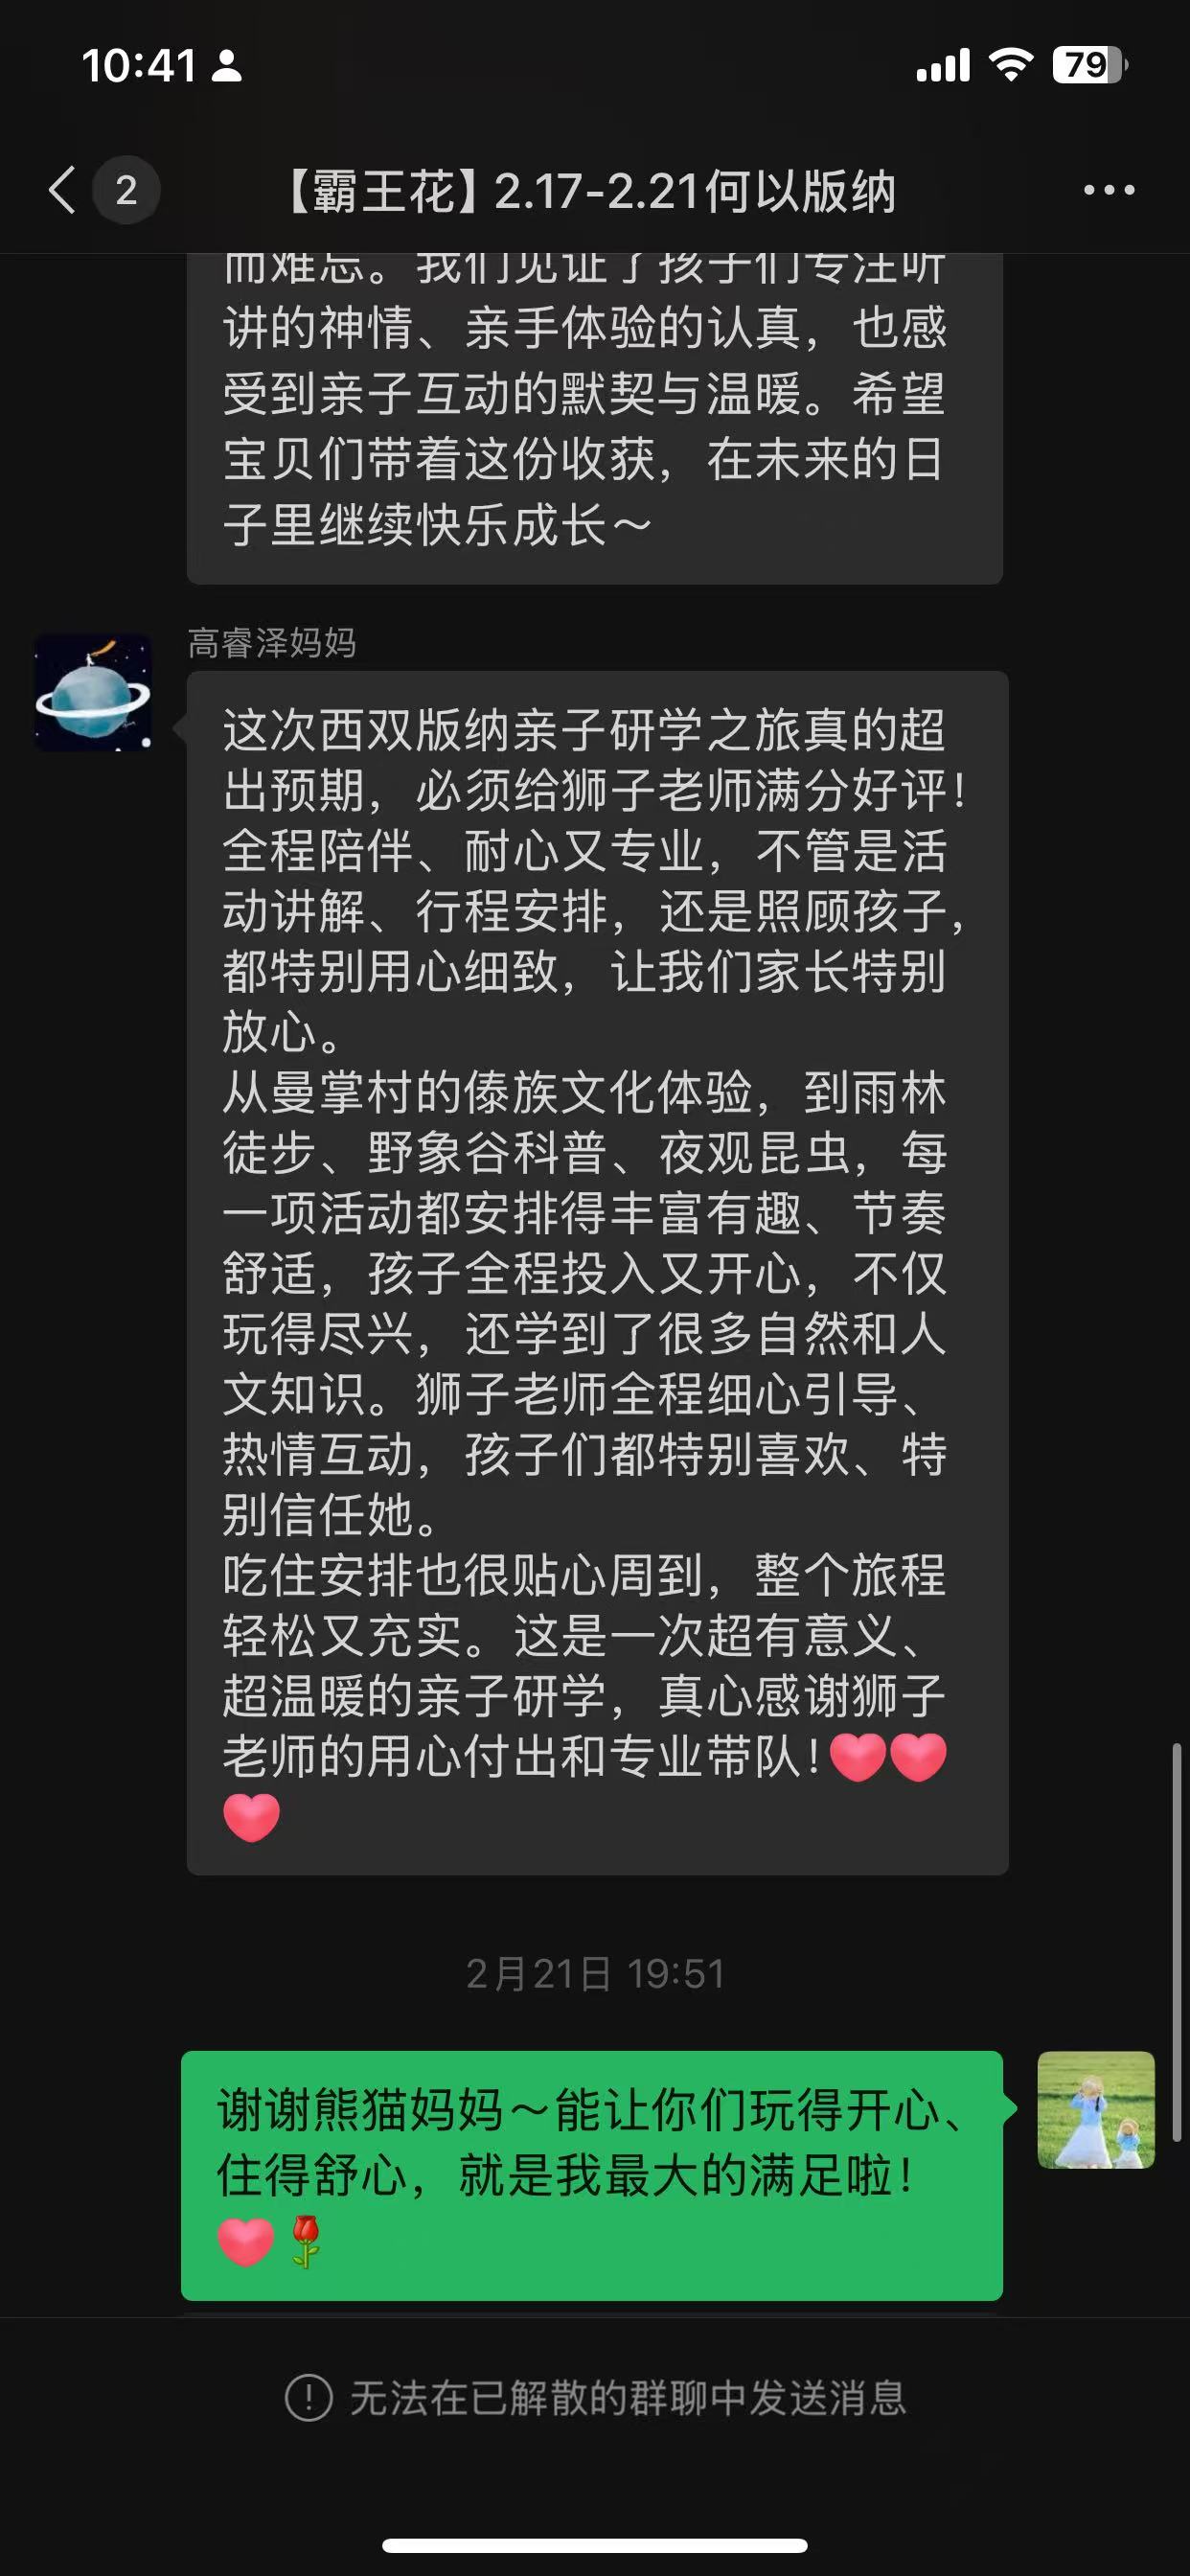 10:41
79
2
【霸王花】2.17-2.21何以版纳
而难忘。我们见证了孩子们专注听
讲的神情、亲手体验的认真，也感
受到亲子互动的默契与温暖。希望
宝贝们带着这份收获，在未来的日
子里继续快乐成长～
高睿泽妈妈
这次西双版纳亲子研学之旅真的超
出预期，必须给狮子老师满分好评！
全程陪伴、耐心又专业，不管是活
动讲解、行程安排，还是照顾孩子，
都特别用心细致，让我们家长特别
放心。
从曼掌村的傣族文化体验，到雨林
徒步、野象谷科普、夜观昆虫，每
一项活动都安排得丰富有趣、节奏
舒适，孩子全程投入又开心，不仅
玩得尽兴，还学到了很多自然和人
文知识。狮子老师全程细心引导、
热情互动，孩子们都特别喜欢、特
别信任她。
吃住安排也很贴心周到，整个旅程
轻松又充实。这是一次超有意义、
超温暖的亲子研学，真心感谢狮子
老师的用心付出和专业带队！❤️❤️
❤️
2月21日 19:51
谢谢熊猫妈妈～能让你们玩得开心、
住得舒心，就是我最大的满足啦！
❤️🌹
无法在已解散的群聊中发送消息